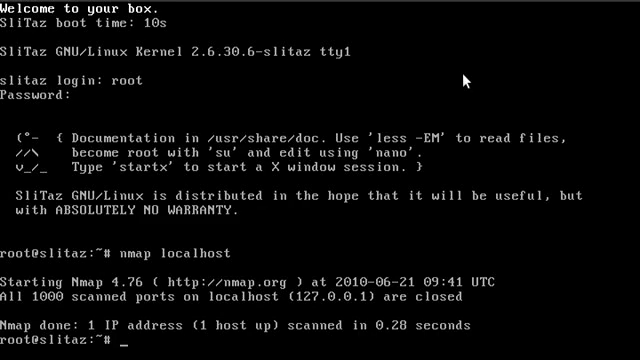 Welcome to your box.
SliTaz boot time: 10s
SliTaz GNU/Linux Kernel 2.6.30.6-slitaz tty1
slitaz login: root
Password:
(°-  { Documentation in /usr/share/doc. Use 'less -EM' to read files,
//\    become root with 'su' and edit using 'nano'.
v_/_   Type 'startx' to start a X window session. }
SliTaz GNU/Linux is distributed in the hope that it will be useful, but
with ABSOLUTELY NO WARRANTY.
root@slitaz:~# nmap localhost
Starting Nmap 4.76 ( http://nmap.org ) at 2010-06-21 09:41 UTC
All 1000 scanned ports on localhost (127.0.0.1) are closed
Nmap done: 1 IP address (1 host up) scanned in 0.28 seconds
root@slitaz:~# _